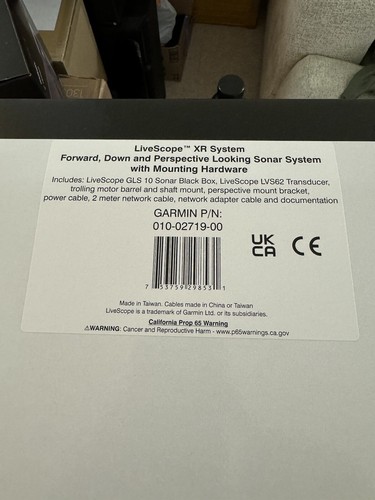 LiveScope™ XR System
Forward, Down and Perspective Looking Sonar System
with Mounting Hardware
Includes: LiveScope GLS 10 Sonar Black Box, LiveScope LVS62 Transducer,
trolling motor barrel and shaft mount, perspective mount bracket,
power cable, 2 meter network cable, network adapter cable and documentation
GARMIN P/N:
010-02719-00
7 53759 29853 1
UK
CA
CE
Made in Taiwan. Cables made in China or Taiwan
LiveScope is a trademark of Garmin Ltd. or its subsidiaries.
California Prop 65 Warning
⚠WARNING: Cancer and Reproductive Harm - www.p65warnings.ca.gov